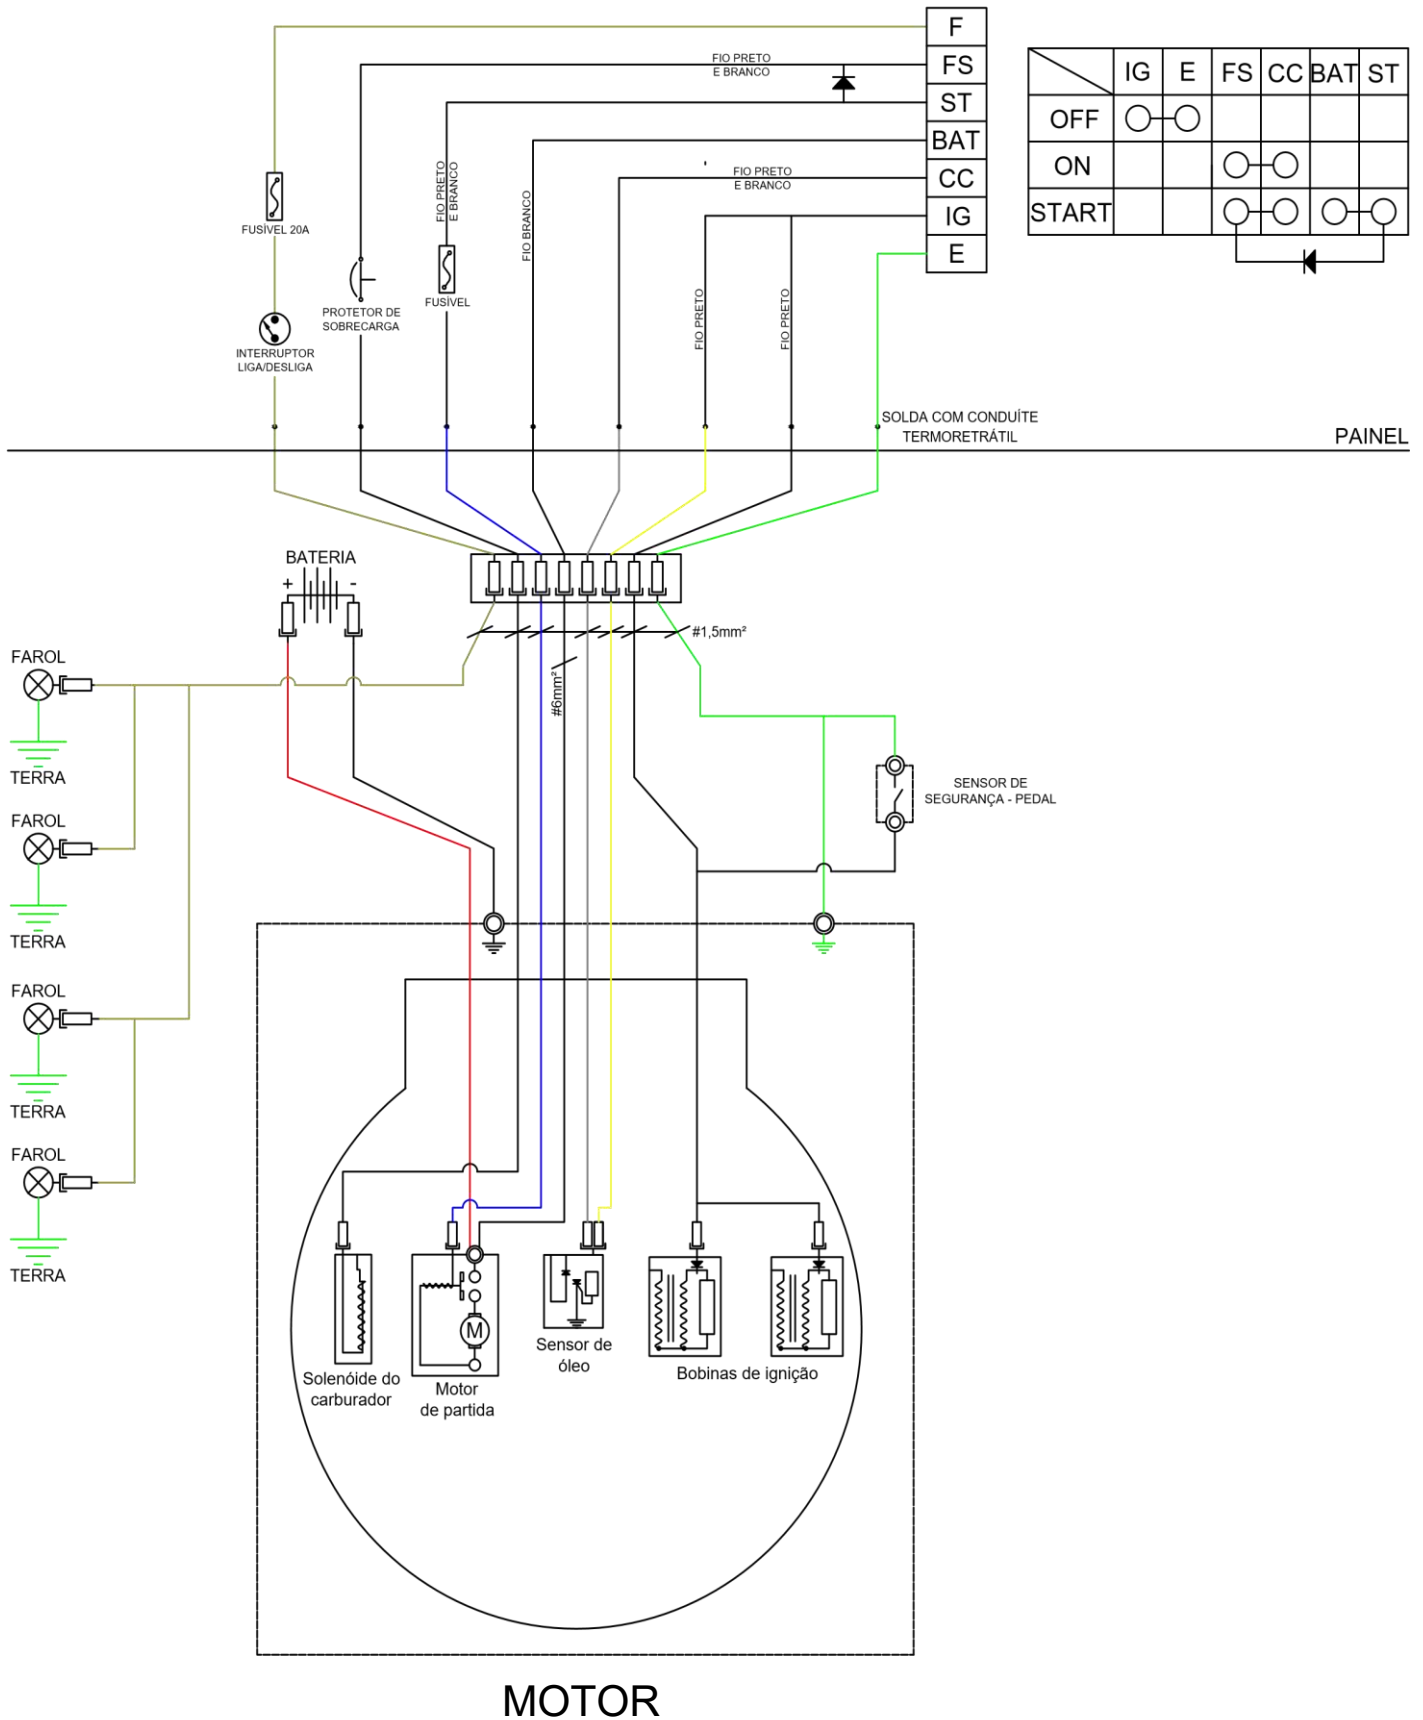 F
FS
ST
BAT
CC
IG
E
FIO PRETO
E BRANCO
FIO PRETO
E BRANCO
FIO PRETO
E BRANCO
FIO BRANCO
FIO PRETO
FIO PRETO
FUSÍVEL 20A
INTERRUPTOR
LIGA/DESLIGA
PROTETOR DE
SOBRECARGA
FUSÍVEL
IG E FS CC BAT ST
OFF
ON
START
SOLDA COM CONDUÍTE
TERMORETRÁTIL
PAINEL
BATERIA
+ -
#1,5mm²
#6mm²
FAROL
TERRA
FAROL
TERRA
FAROL
TERRA
FAROL
TERRA
SENSOR DE
SEGURANÇA - PEDAL
M
Solenóide do
carburador
Motor
de partida
Sensor de
óleo
Bobinas de ignição
MOTOR